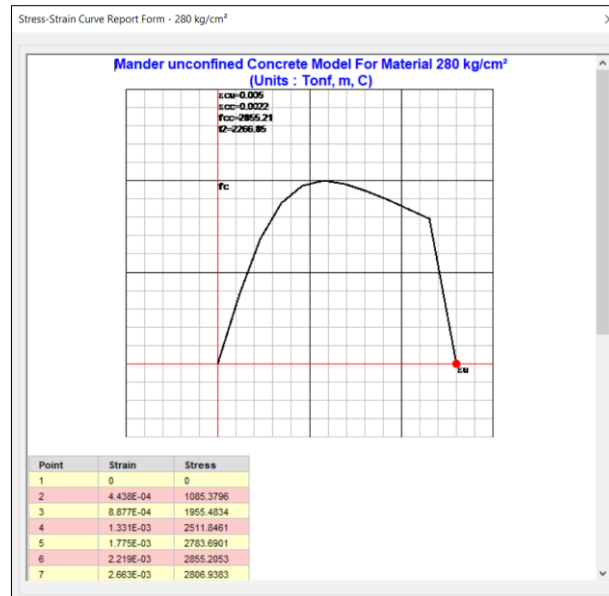 Stress-Strain Curve Report Form - 280 kg/cm²
Mander unconfined Concrete Model For Material 280 kg/cm²
(Units : Tonf, m, C)
εcu=0.005
εcc=0.0022
fcc=2855.21
f2=2266.85
fc
εu
Point Strain Stress
1 0 0
2 4.438E-04 1085.3796
3 8.877E-04 1955.4834
4 1.331E-03 2511.8461
5 1.775E-03 2783.6901
6 2.219E-03 2855.2053
7 2.663E-03 2806.9383